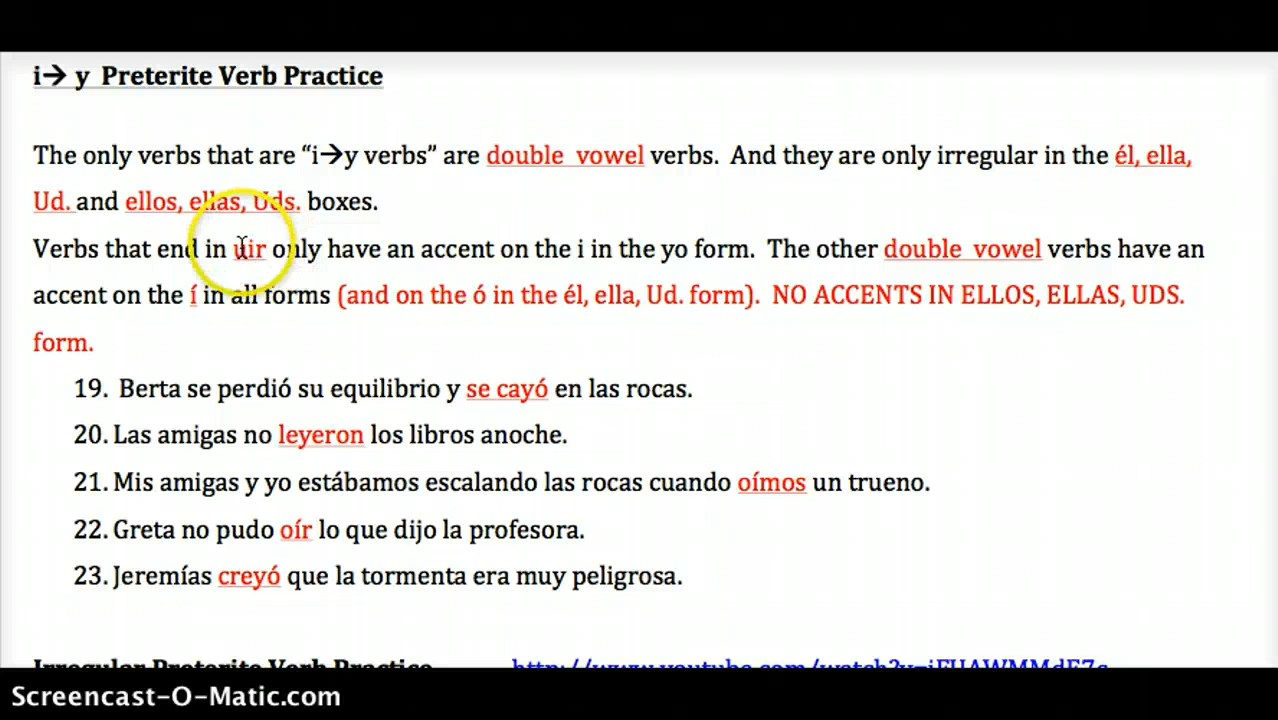 i→ y Preterite Verb Practice
The only verbs that are “i→y verbs” are double vowel verbs. And they are only irregular in the él, ella,
Ud. and ellos, ellas, Uds. boxes.
Verbs that end in uir only have an accent on the i in the yo form. The other double vowel verbs have an
accent on the í in all forms (and on the ó in the él, ella, Ud. form). NO ACCENTS IN ELLOS, ELLAS, UDS.
form.
19. Berta se perdió su equilibrio y se cayó en las rocas.
20. Las amigas no leyeron los libros anoche.
21. Mis amigas y yo estábamos escalando las rocas cuando oímos un trueno.
22. Greta no pudo oír lo que dijo la profesora.
23. Jeremías creyó que la tormenta era muy peligrosa.
Irregular Preterite Verb Practice
Screencast-O-Matic.com